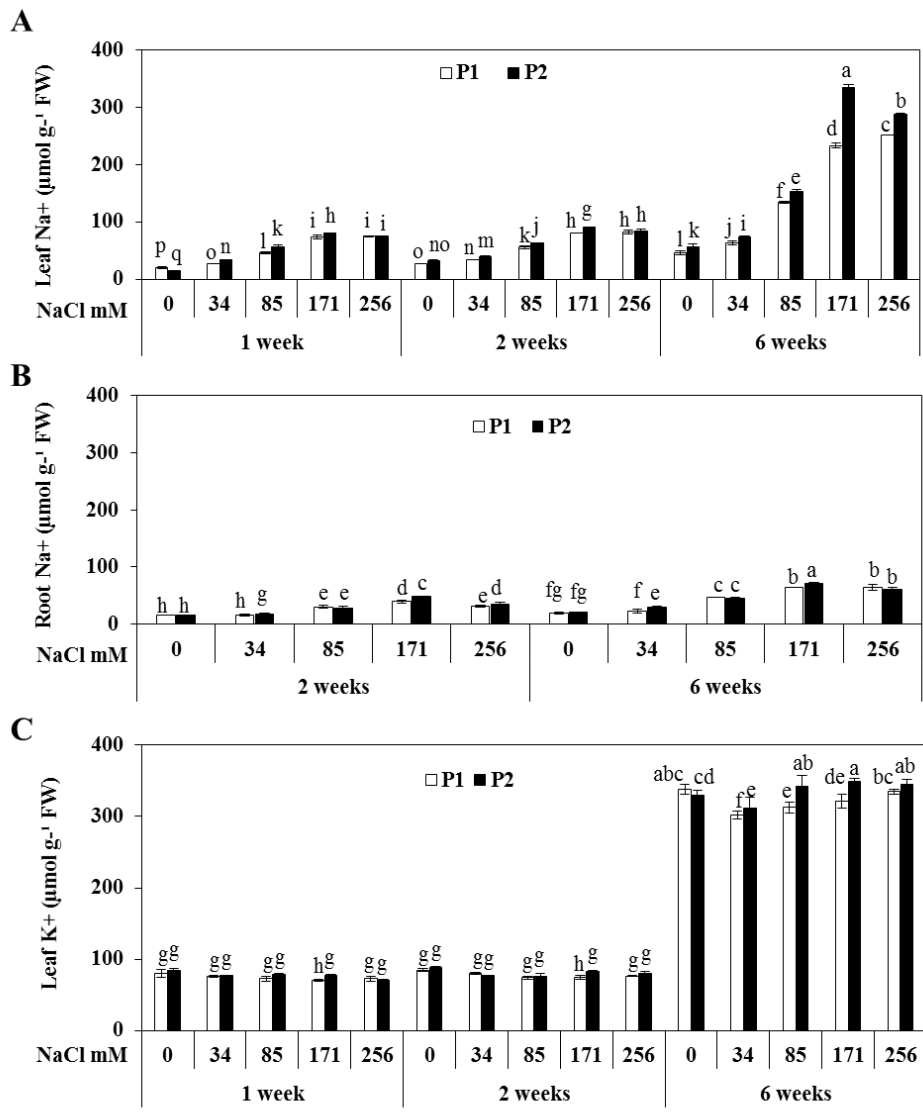 A
400
P1 P2
a
300
b
d c
200
f e
100
p q o n l k i h i i o no n m k j h g h h l k j i
0
Leaf Na+ (µmol g-¹ FW)
NaCl mM 0 34 85 171 256 0 34 85 171 256 0 34 85 171 256
1 week 2 weeks 6 weeks
B
400
P1 P2
300
200
100
h h h g e e d c e d fg fg f e c c b a b b
0
Root Na+ (µmol g-¹ FW)
NaCl mM 0 34 85 171 256 0 34 85 171 256
2 weeks 6 weeks
C
400
P1 P2
abc cd f e e ab de a bc ab
300
200
100
g g g g g g h g g g g g g g g g h g g g
0
Leaf K+ (µmol g-¹ FW)
NaCl mM 0 34 85 171 256 0 34 85 171 256 0 34 85 171 256
1 week 2 weeks 6 weeks